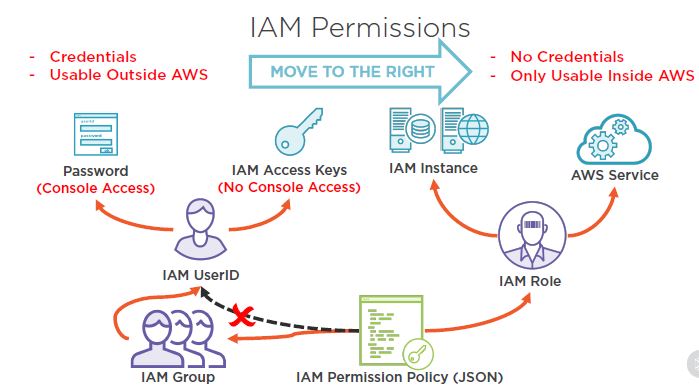 IAM Permissions
- Credentials
- Usable Outside AWS
MOVE TO THE RIGHT
- No Credentials
- Only Usable Inside AWS
Password
(Console Access)
IAM Access Keys
(No Console Access)
IAM Instance
AWS Service
IAM UserID
IAM Role
IAM Group
IAM Permission Policy (JSON)